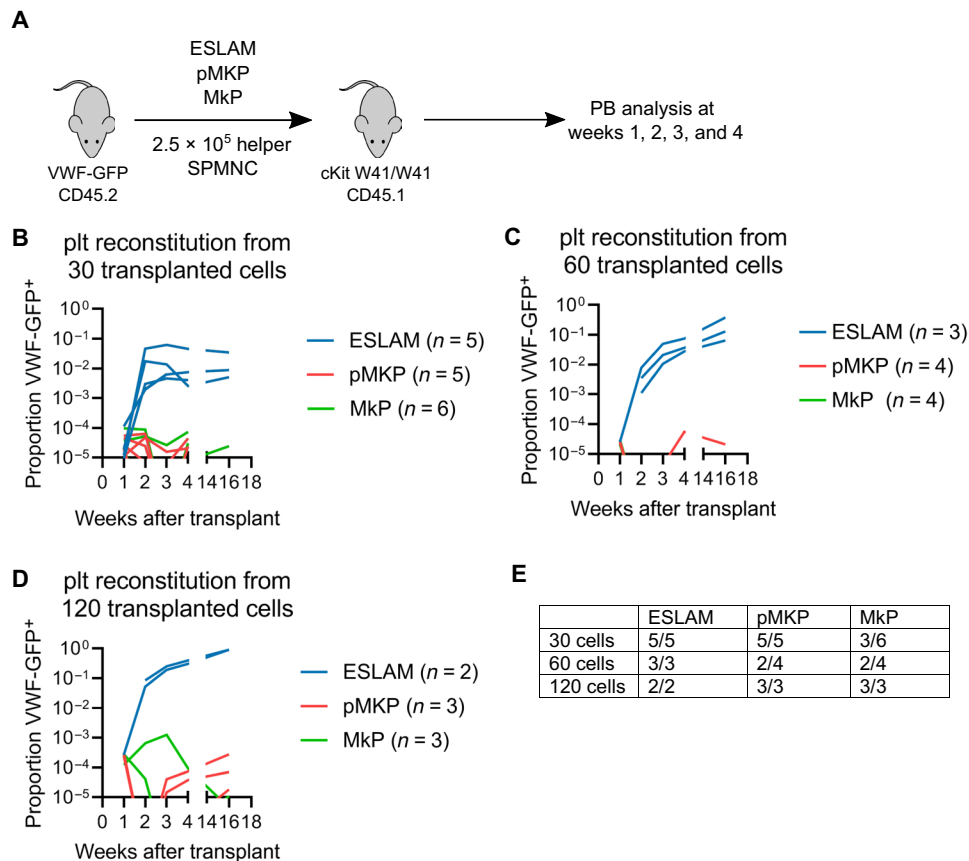 A
ESLAM
pMKP
MkP
2.5 × 10⁵ helper
SPMNC
VWF-GFP
CD45.2
cKit W41/W41
CD45.1
PB analysis at
weeks 1, 2, 3, and 4
B
plt reconstitution from
30 transplanted cells
Proportion VWF-GFP⁺
10⁰
10⁻¹
10⁻²
10⁻³
10⁻⁴
10⁻⁵
0 1 2 3 4 14 16 18
Weeks after transplant
ESLAM (n = 5)
pMKP (n = 5)
MkP (n = 6)
C
plt reconstitution from
60 transplanted cells
Proportion VWF-GFP⁺
10⁰
10⁻¹
10⁻²
10⁻³
10⁻⁴
10⁻⁵
0 1 2 3 4 14 16 18
Weeks after transplant
ESLAM (n = 3)
pMKP (n = 4)
MkP (n = 4)
D
plt reconstitution from
120 transplanted cells
Proportion VWF-GFP⁺
10⁰
10⁻¹
10⁻²
10⁻³
10⁻⁴
10⁻⁵
0 1 2 3 4 14 16 18
Weeks after transplant
ESLAM (n = 2)
pMKP (n = 3)
MkP (n = 3)
E
ESLAM pMKP MkP
30 cells 5/5 5/5 3/6
60 cells 3/3 2/4 2/4
120 cells 2/2 3/3 3/3